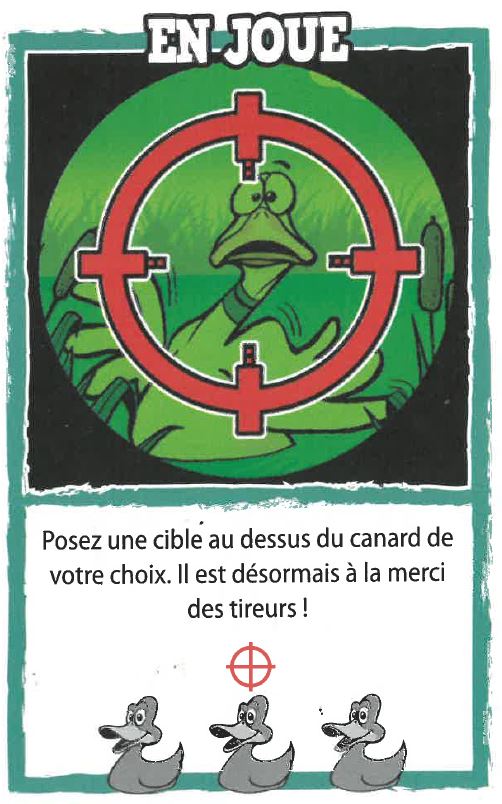 EN JOUE
Posez une cible au dessus du canard de
votre choix. Il est désormais à la merci
des tireurs !